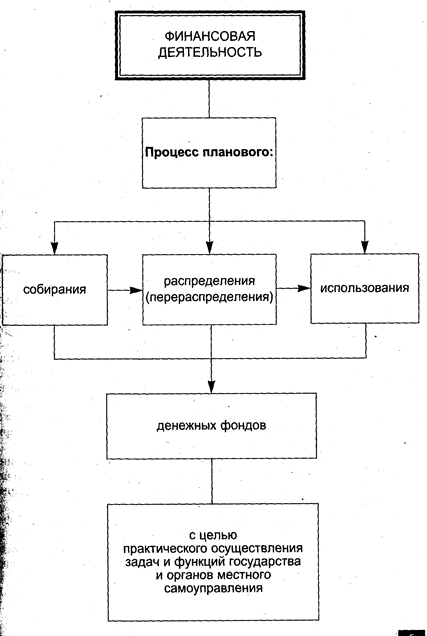 ФИНАНСОВАЯ
ДЕЯТЕЛЬНОСТЬ
Процесс планового:
собирания
распределения
(перераспределения)
использования
денежных фондов
с целью
практического осуществления
задач и функций государства
и органов местного
самоуправления